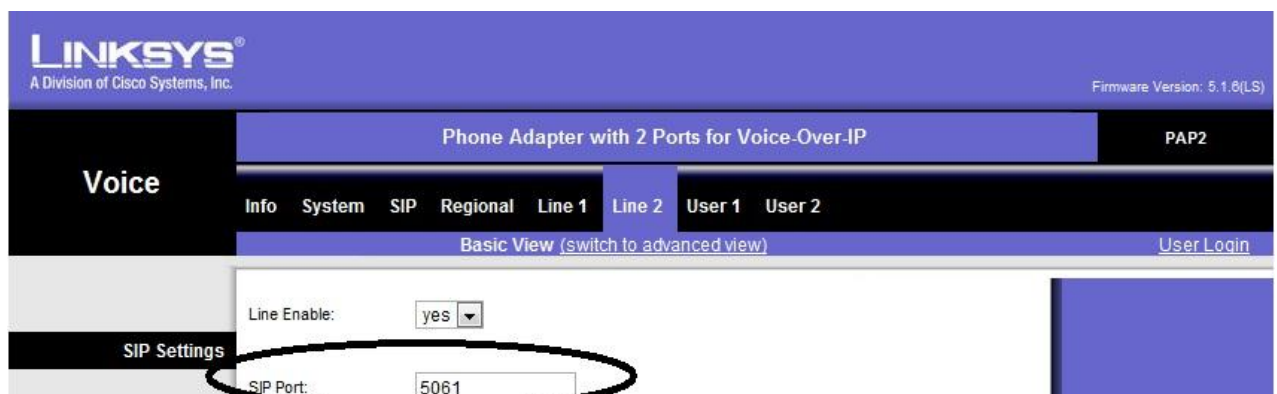 LINKSYS®
A Division of Cisco Systems, Inc.
Firmware Version: 5.1.6(LS)
Phone Adapter with 2 Ports for Voice-Over-IP
PAP2
Voice
Info System SIP Regional Line 1 Line 2 User 1 User 2
Basic View (switch to advanced view)
User Login
Line Enable: yes
SIP Settings
SIP Port: 5061